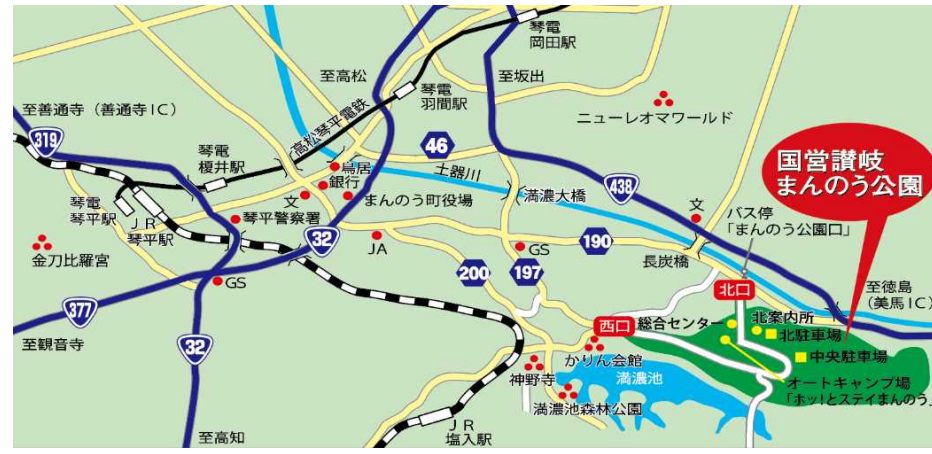 琴電
岡田駅
至高松
至坂出
琴電
羽間駅
至善通寺（善通寺IC）
319
高松琴平電鉄
ニューレオマワールド
46
国営讃岐
まんのう公園
琴電
榎井駅
鳥居
銀行
土器川
438
満濃大橋
文
まんのう町役場
文
バス停
「まんのう公園口」
琴電
琴平駅
JR
琴平駅
琴平警察署
32
JA
GS
190
長炭橋
金刀比羅宮
200
197
GS
北口
至徳島
（美馬IC）
377
32
西口
総合センター
北案内所
北駐車場
至観音寺
かりん会館
中央駐車場
神野寺
満濃池
オートキャンプ場
「ホッ!とステイまんのう」
満濃池森林公園
JR
塩入駅
至高知